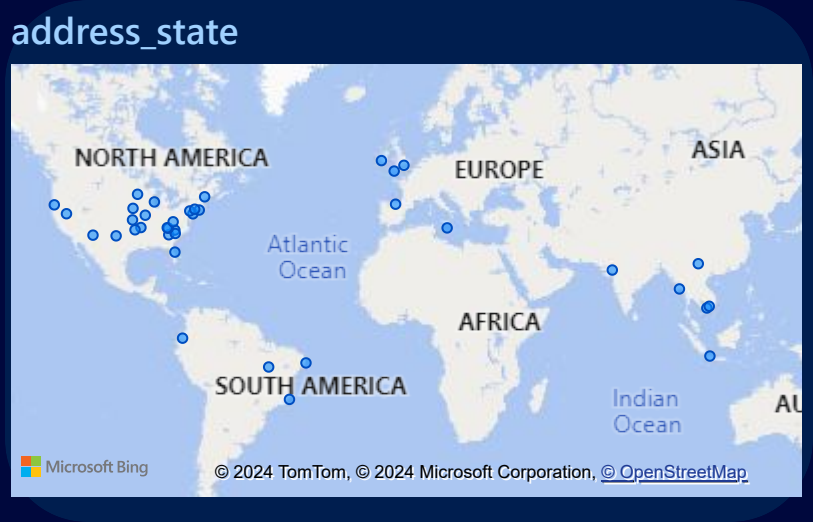 address_state
NORTH AMERICA
EUROPE
ASIA
Atlantic
Ocean
AFRICA
SOUTH AMERICA
Indian
Ocean
AU
Microsoft Bing
© 2024 TomTom, © 2024 Microsoft Corporation, © OpenStreetMap